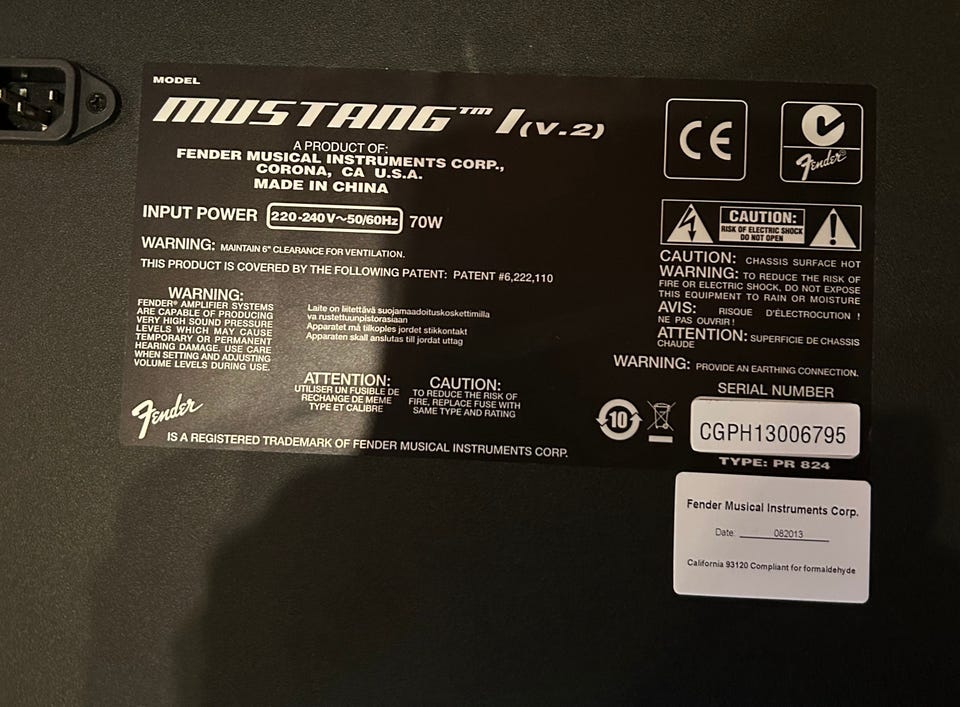 MODEL
MUSTANG™ I (V.2)
A PRODUCT OF:
FENDER MUSICAL INSTRUMENTS CORP.,
CORONA, CA U.S.A.
MADE IN CHINA
INPUT POWER 220-240V~50/60Hz 70W
WARNING: MAINTAIN 6" CLEARANCE FOR VENTILATION.
THIS PRODUCT IS COVERED BY THE FOLLOWING PATENT: PATENT #6,222,110
WARNING:
FENDER® AMPLIFIER SYSTEMS
ARE CAPABLE OF PRODUCING
VERY HIGH SOUND PRESSURE
LEVELS WHICH MAY CAUSE
TEMPORARY OR PERMANENT
HEARING DAMAGE. USE CARE
WHEN SETTING AND ADJUSTING
VOLUME LEVELS DURING USE.
Laite on liitettävä suojamaadoituskoskettimilla
va rustettuunpistorasiaan
Apparatet må tilkoples jordet stikkontakt
Apparaten skall anslutas till jordat uttag
ATTENTION:
UTILISER UN FUSIBLE DE
RECHANGE DE MEME
TYPE ET CALIBRE
CAUTION:
TO REDUCE THE RISK OF
FIRE, REPLACE FUSE WITH
SAME TYPE AND RATING
Fender
IS A REGISTERED TRADEMARK OF FENDER MUSICAL INSTRUMENTS CORP.
CE
Fender®
CAUTION:
RISK OF ELECTRIC SHOCK
DO NOT OPEN
CAUTION: CHASSIS SURFACE HOT
WARNING: TO REDUCE THE RISK OF
FIRE OR ELECTRIC SHOCK, DO NOT EXPOSE
THIS EQUIPMENT TO RAIN OR MOISTURE
AVIS: RISQUE D'ÉLECTROCUTION !
NE PAS OUVRIR !
ATTENTION: SUPERFICIE DE CHASSIS
CHAUDE
WARNING: PROVIDE AN EARTHING CONNECTION.
10
SERIAL NUMBER
CGPH13006795
TYPE: PR 824
Fender Musical Instruments Corp.
Date: 082013
California 93120 Compliant for formaldehyde